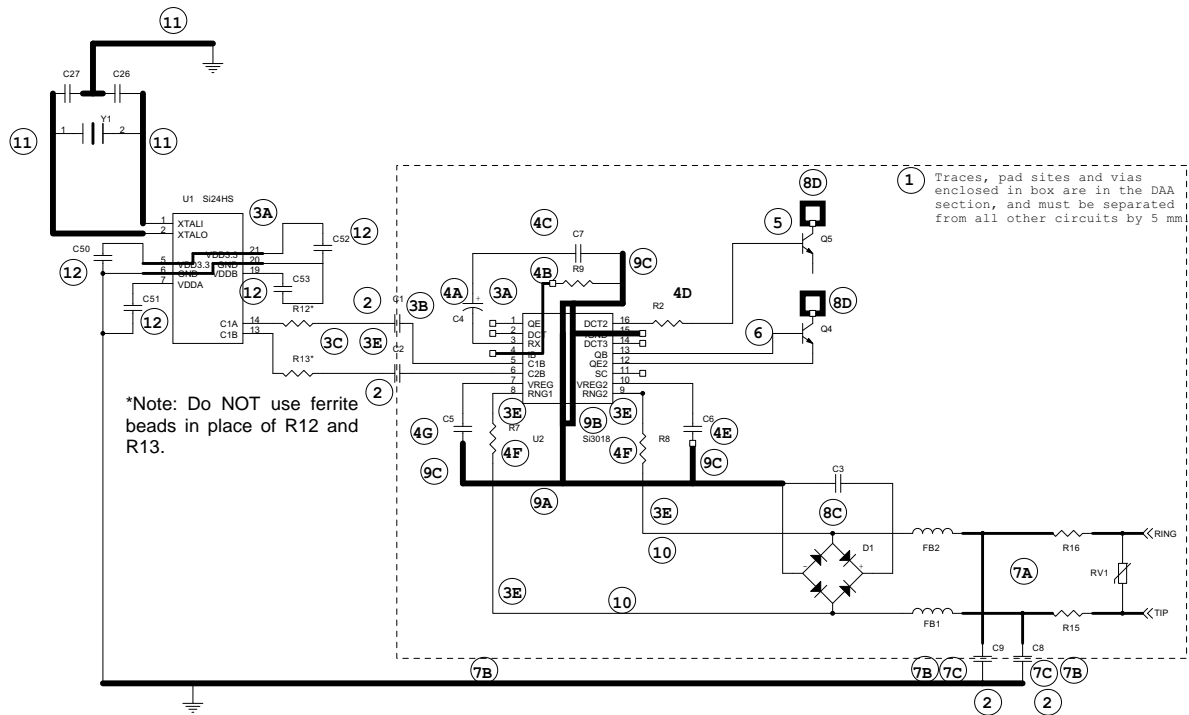 11
C27
C26
Y1
1
2
11
11
1 Traces, pad sites and vias
enclosed in box are in the DAA
section, and must be separated
from all other circuits by 5 mm
8D
U1 Si24HS
3A
1 XTALI
2 XTALO
5 VDD3.3
6 GND
7 VDDA
VDD3.3 21
GND 20
VDDB 19
C1A 14
C1B 13
C50
12
C51
12
C52
12
C53
12
R12*
R13*
3C
3E
2
C1
3B
C2
2
4C
C7
4B
R9
9C
4A
3A
C4
+
4D
R2
5
Q5
8D
6
Q4
1 QE
2 DCT
3 RX
4 IB
5 C1B
6 C2B
7 VREG
8 RNG1
DCT2 16
IGND 15
DCT3 14
QB 13
QE2 12
SC 11
VREG2 10
RNG2 9
*Note: Do NOT use ferrite
beads in place of R12 and
R13.
3E
9B
3E
C5
4G
R7
U2
Si3018
R8
C6
4E
4F
4F
9C
9C
9A
C3
8C
3E
10
D1
-
+
FB2
R16
RING
7A
RV1
3E
10
FB1
R15
TIP
C9
C8
7B
7B
7C
7C
7B
2
2